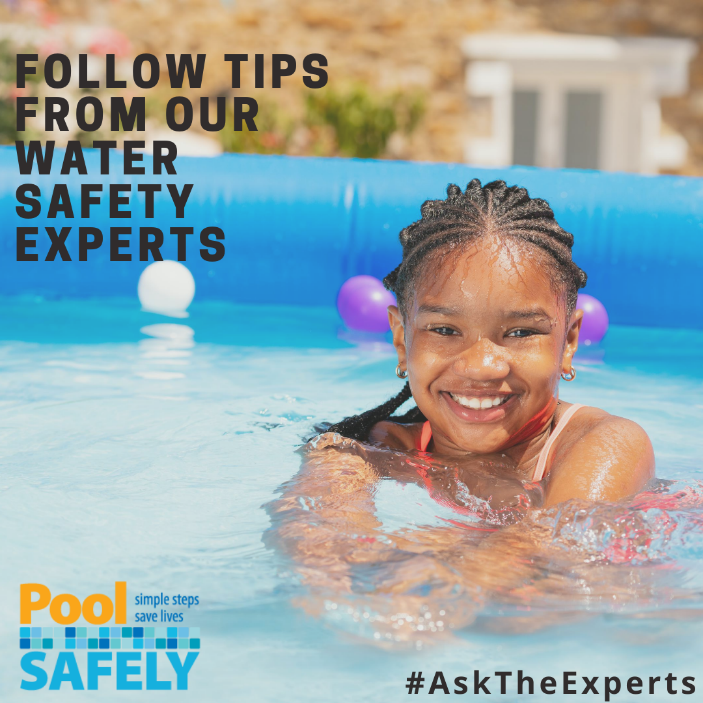 FOLLOW TIPS
FROM OUR
WATER
SAFETY
EXPERTS
Pool
simple steps
save lives
SAFELY
#AskTheExperts